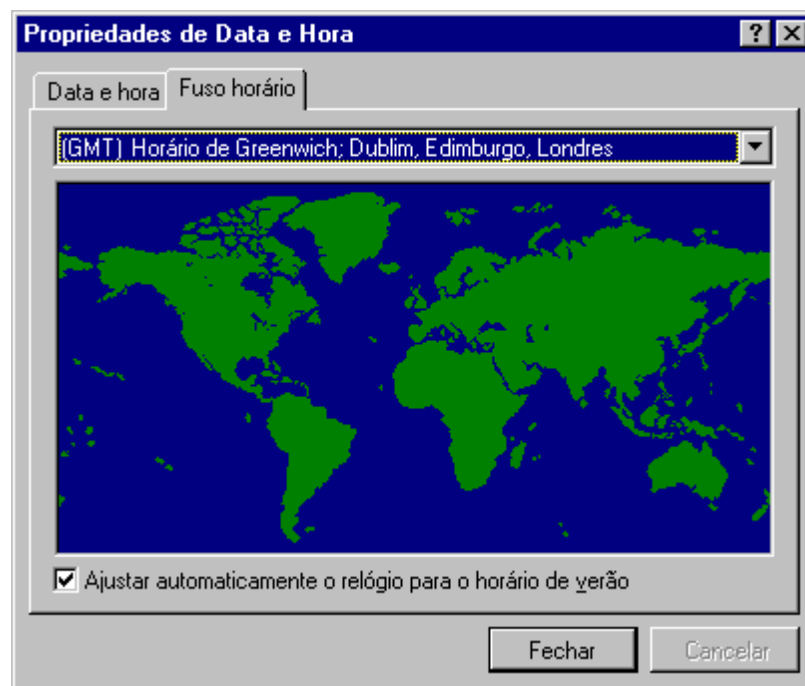 Propriedades de Data e Hora
Data e hora
Fuso horário
(GMT) Horário de Greenwich; Dublim, Edimburgo, Londres
Ajustar automaticamente o relógio para o horário de verão
Fechar
Cancelar